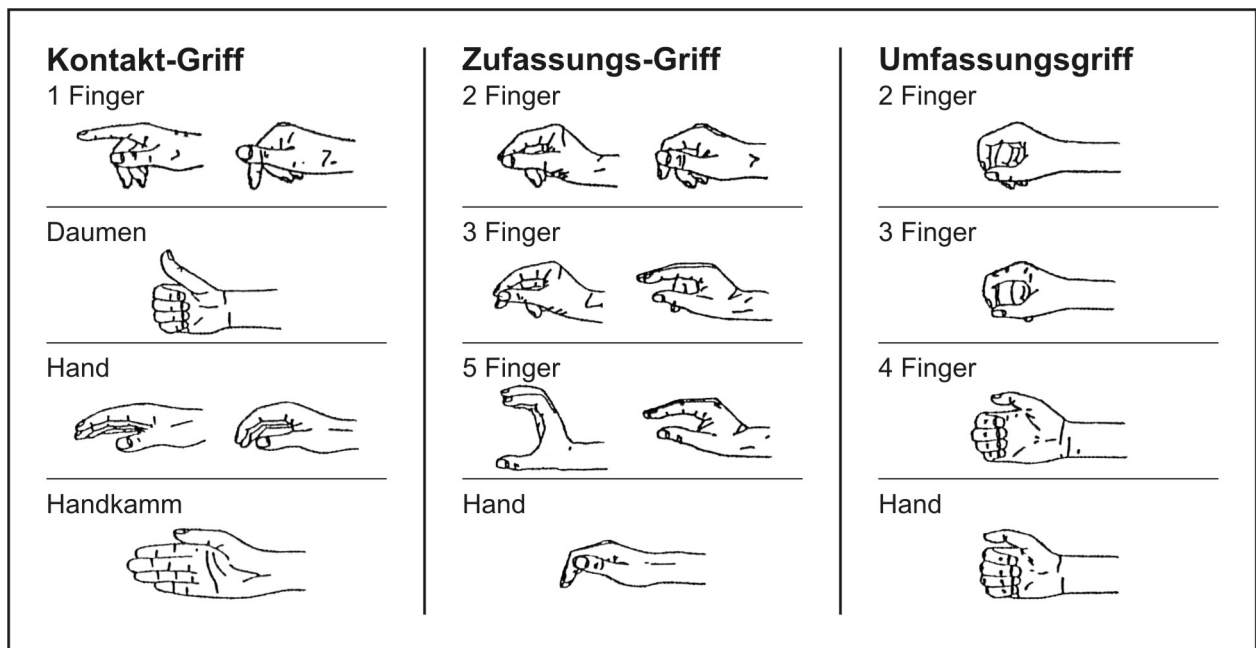 Kontakt-Griff
1 Finger
Daumen
Hand
Handkamm
Zufassungs-Griff
2 Finger
3 Finger
5 Finger
Hand
Umfassungsgriff
2 Finger
3 Finger
4 Finger
Hand